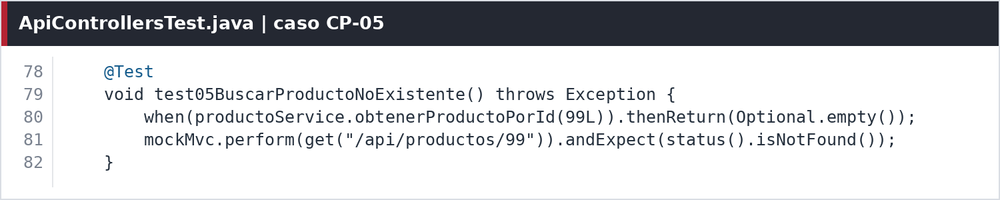 ApiControllersTest.java | caso CP-05
78 @Test
79 void test05BuscarProductoNoExistente() throws Exception {
80 when(productoService.obtenerProductoPorId(99L)).thenReturn(Optional.empty());
81 mockMvc.perform(get("/api/productos/99")).andExpect(status().isNotFound());
82 }